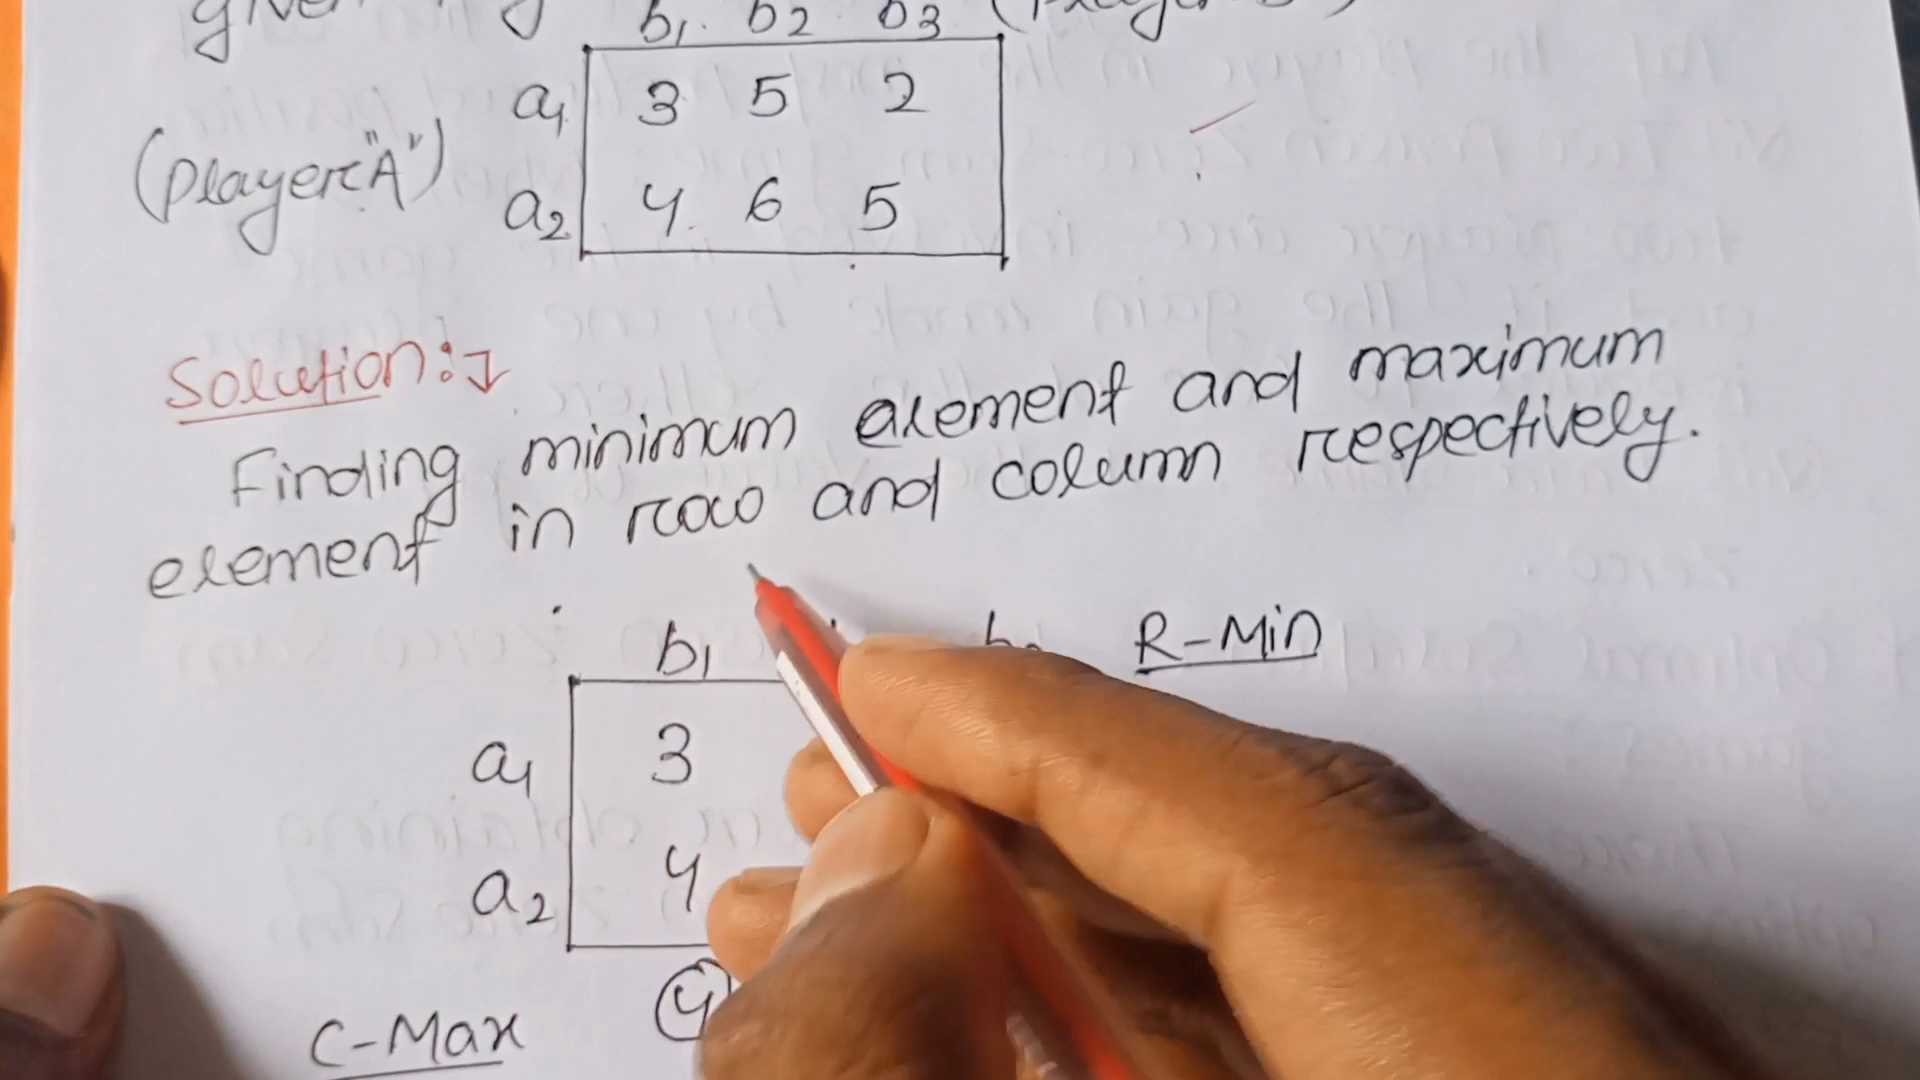 given
b1 b2 b3
a1 3 5 2
(Player "A")
a2 4 6 5
Solution:
Finding minimum element and maximum
element in row and column respectively.
b1 R-Min
a1 3
a2 4
C-Max 4